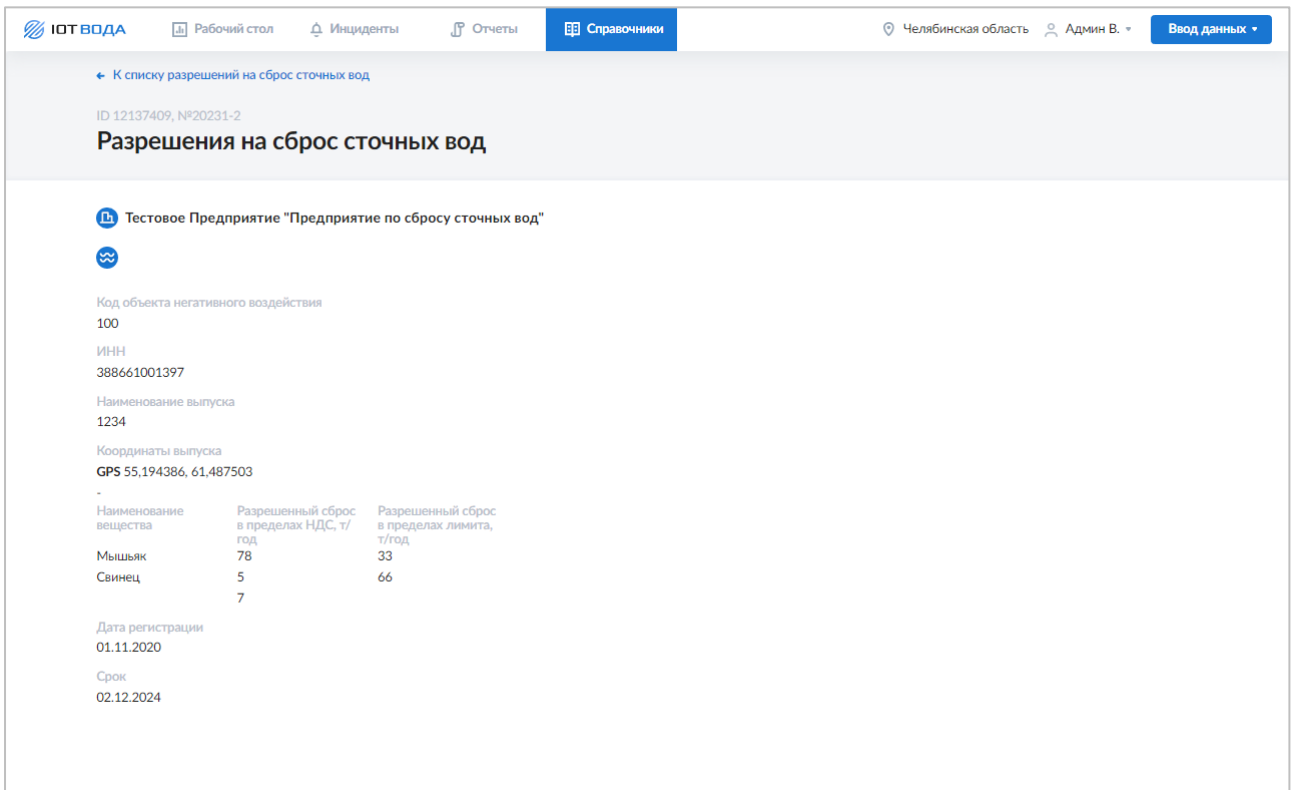 IOT ВОДА Рабочий стол Инциденты Отчеты Справочники Челябинская область Админ В. Ввод данных
К списку разрешений на сброс сточных вод
ID 12137409, №20231-2
Разрешения на сброс сточных вод
Тестовое Предприятие "Предприятие по сбросу сточных вод"
Код объекта негативного воздействия
100
ИНН
388661001397
Наименование выпуска
1234
Координаты выпуска
GPS 55,194386, 61,487503
-
Наименование Разрешенный сброс Разрешенный сброс
вещества в пределах НДС, т/ в пределах лимита,
год т/год
Мышьяк 78 33
Свинец 5 66
7
Дата регистрации
01.11.2020
Срок
02.12.2024